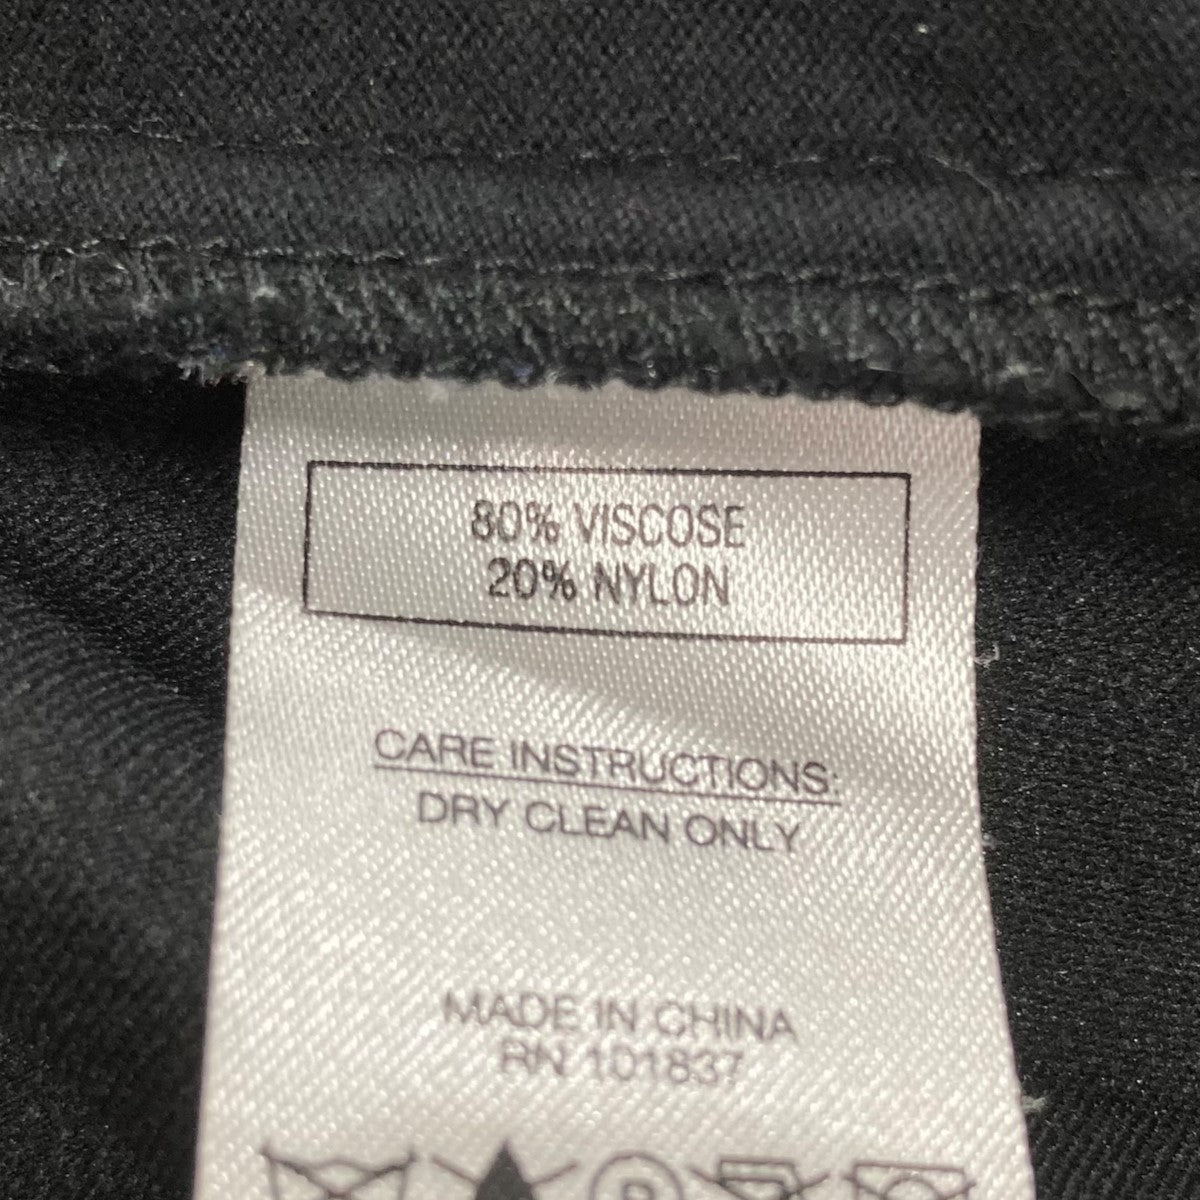 80% VISCOSE
20% NYLON
CARE INSTRUCTIONS:
DRY CLEAN ONLY
MADE IN CHINA
RN 101837
P